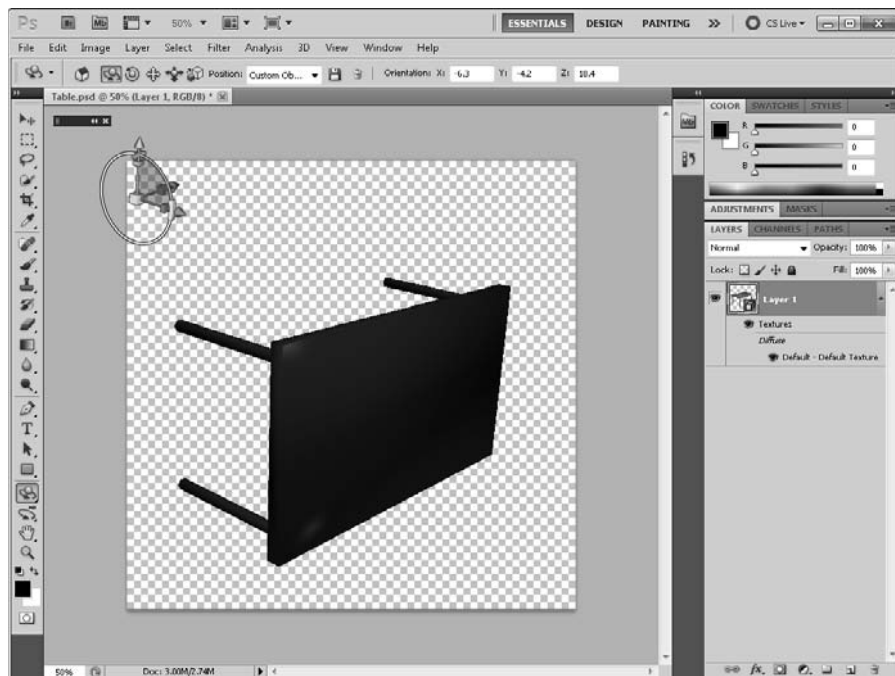 Ps Br Mb 50% ESSENTIALS DESIGN PAINTING CS Live
File Edit Image Layer Select Filter Analysis 3D View Window Help
Position: Custom Ob... Orientation: X: -6.3 Y: -4.2 Z: 18.4
Table.psd @ 50% (Layer 1, RGB/8) *
COLOR SWATCHES STYLES
Mb
R 0
G 0
B 0
ADJUSTMENTS MASKS
LAYERS CHANNELS PATHS
Normal Opacity: 100%
Lock: Fill: 100%
Layer 1
Textures
Diffuse
Default - Default Texture
T
fx
50% Doc: 3.00M/2.74M